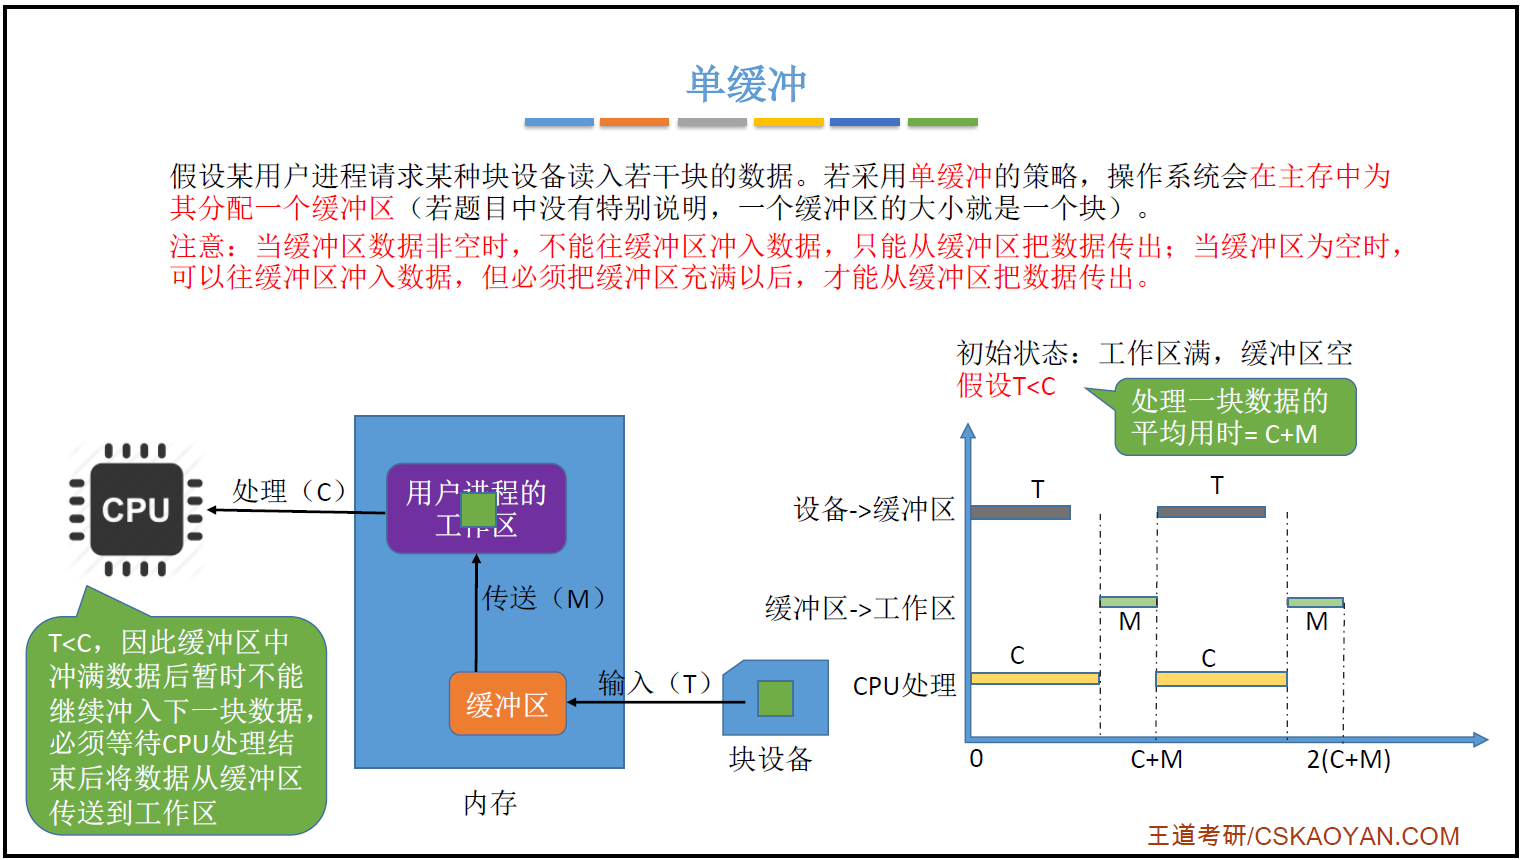 单缓冲
假设某用户进程请求某种块设备读入若干块的数据。若采用单缓冲的策略，操作系统会在主存中为
其分配一个缓冲区（若题目中没有特别说明，一个缓冲区的大小就是一个块）。
注意：当缓冲区数据非空时，不能往缓冲区冲入数据，只能从缓冲区把数据传出；当缓冲区为空时，
可以往缓冲区冲入数据，但必须把缓冲区充满以后，才能从缓冲区把数据传出。
初始状态：工作区满，缓冲区空
假设T<C
处理一块数据的
平均用时= C+M
CPU
处理（C）
用户进程的
工作区
传送（M）
缓冲区
输入（T）
块设备
内存
T<C，因此缓冲区中
冲满数据后暂时不能
继续冲入下一块数据，
必须等待CPU处理结
束后将数据从缓冲区
传送到工作区
设备->缓冲区
T
T
缓冲区->工作区
M
M
CPU处理
C
C
0
C+M
2(C+M)
王道考研/CSKAOYAN.COM